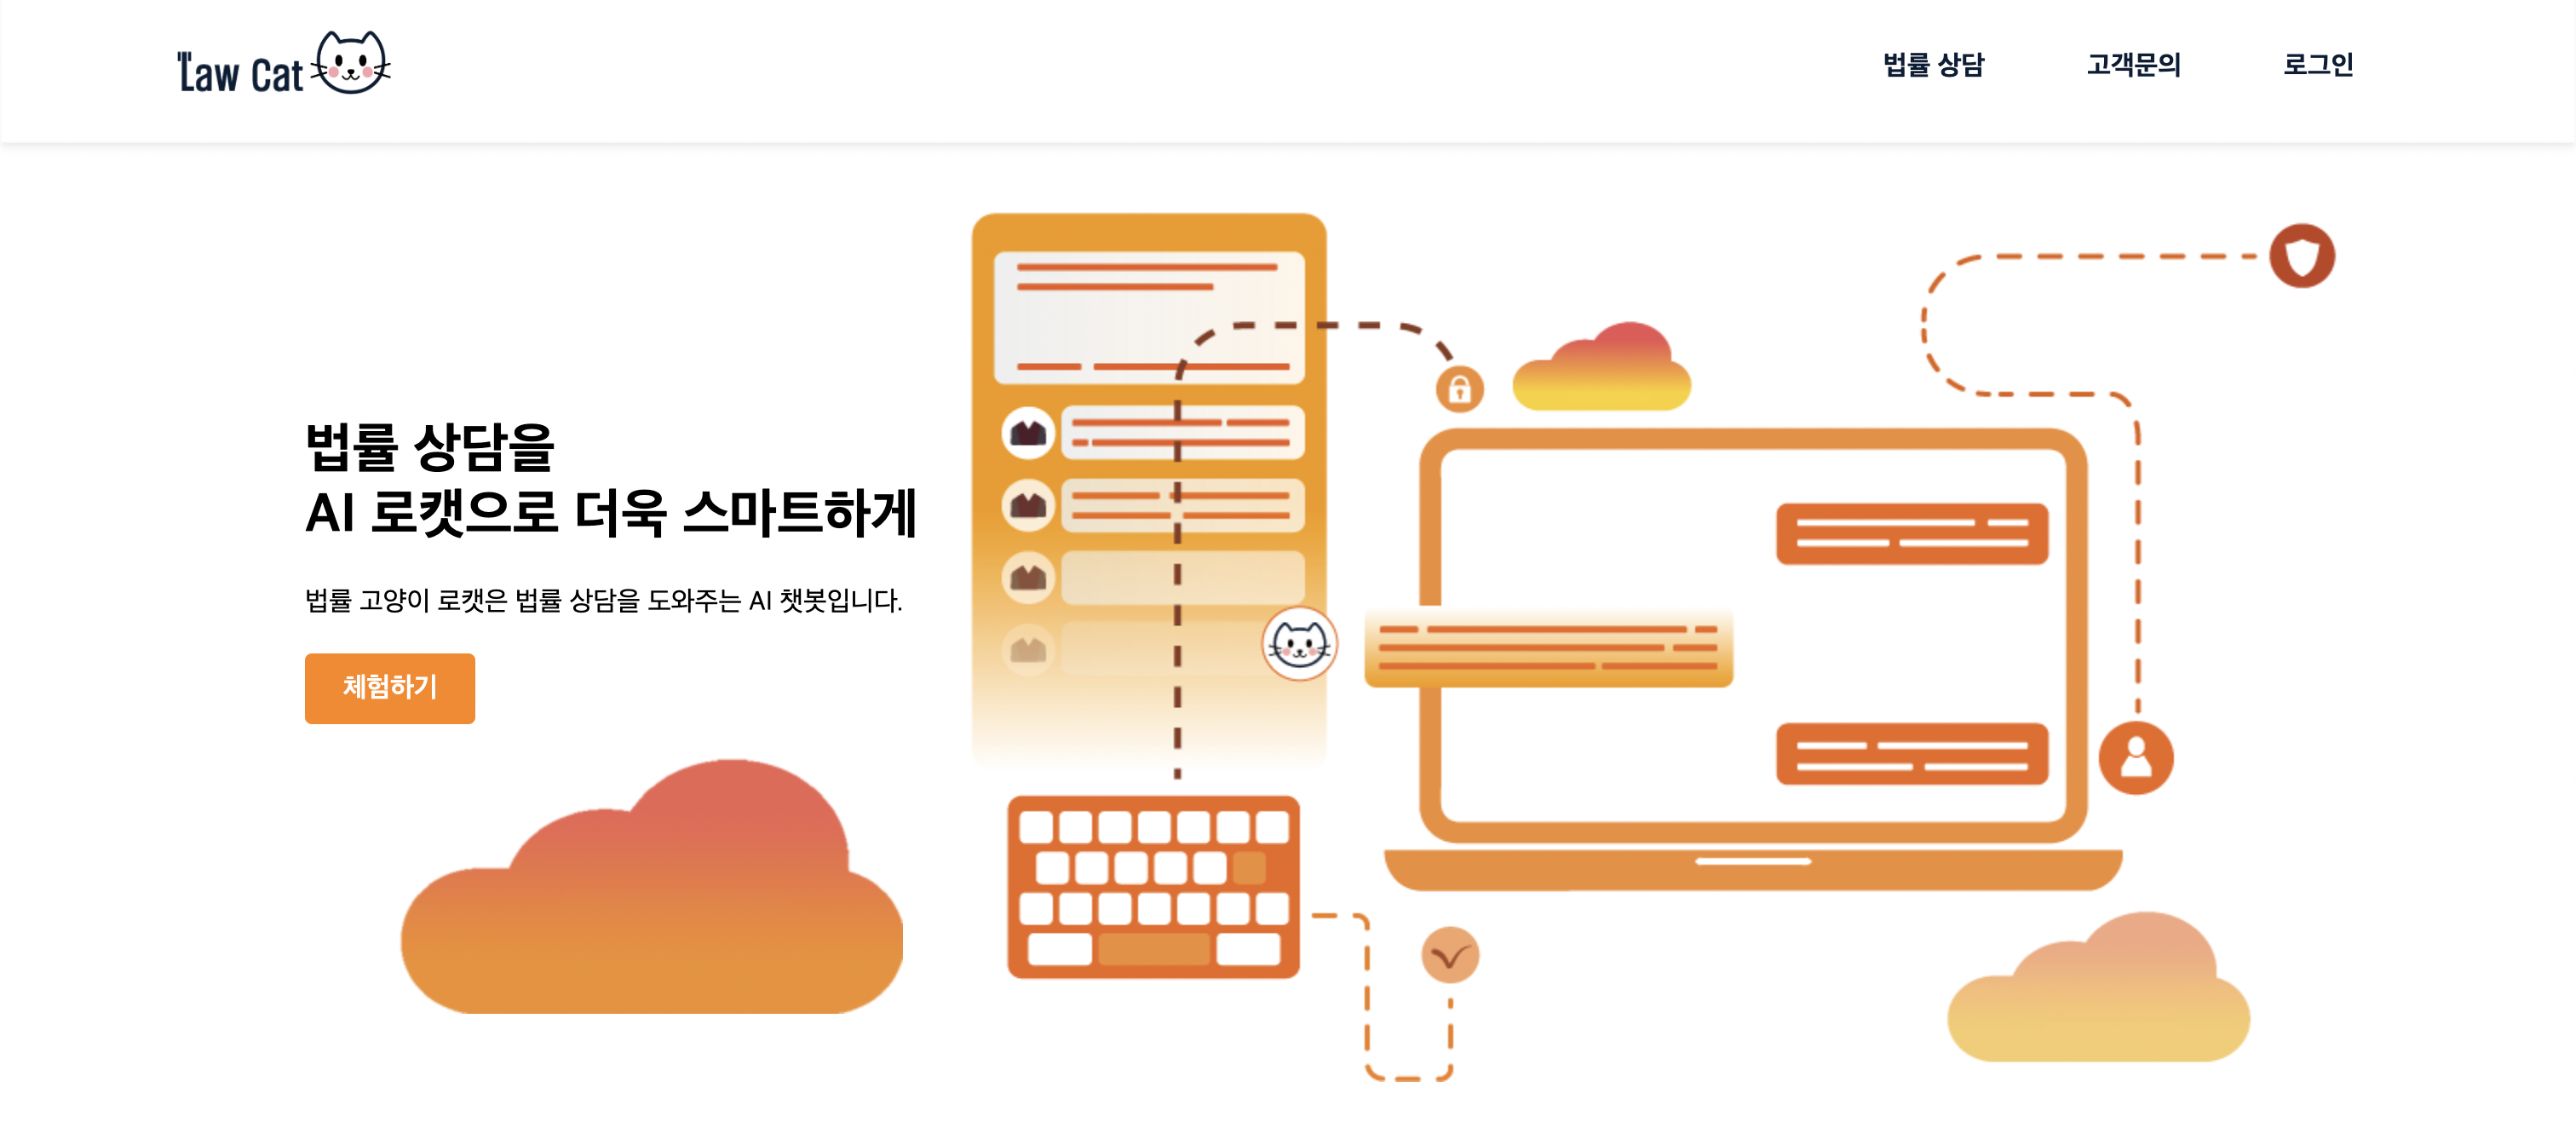 Law Cat
법률 상담
고객문의
로그인
법률 상담을
AI 로캣으로 더욱 스마트하게
법률 고양이 로캣은 법률 상담을 도와주는 AI 챗봇입니다.
체험하기